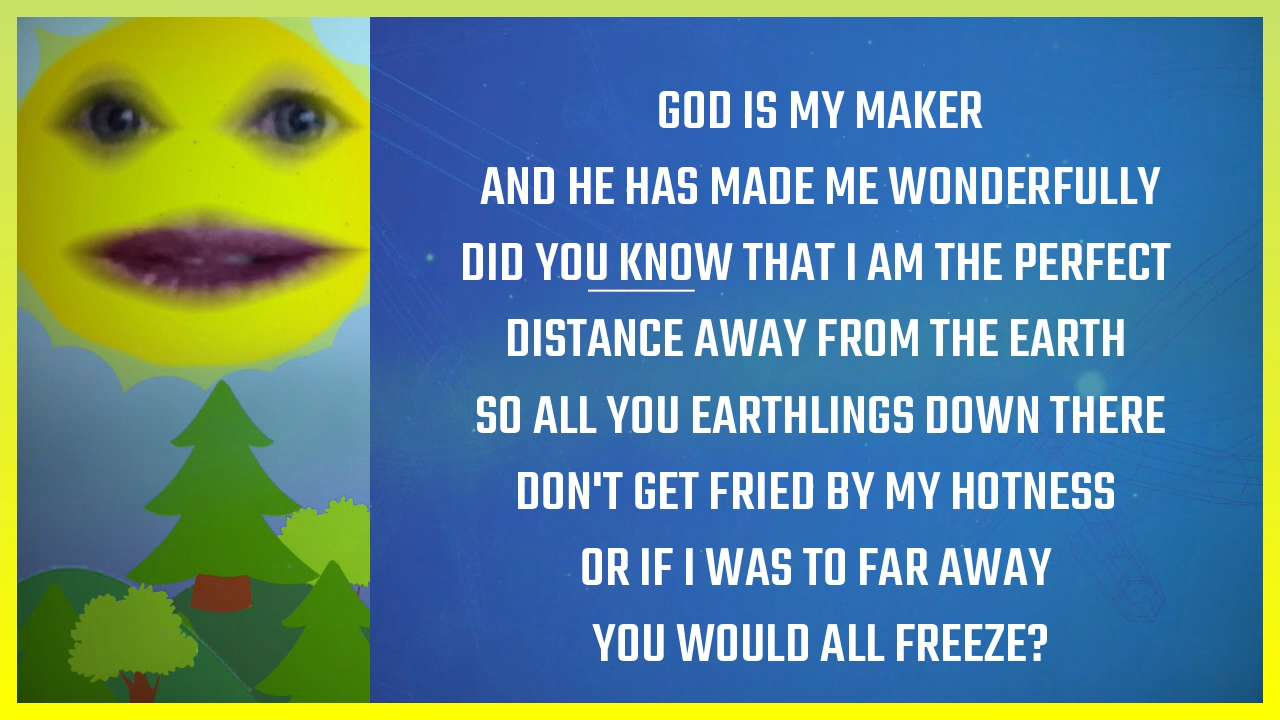 GOD IS MY MAKER
AND HE HAS MADE ME WONDERFULLY
DID YOU KNOW THAT I AM THE PERFECT
DISTANCE AWAY FROM THE EARTH
SO ALL YOU EARTHLINGS DOWN THERE
DON'T GET FRIED BY MY HOTNESS
OR IF I WAS TO FAR AWAY
YOU WOULD ALL FREEZE?